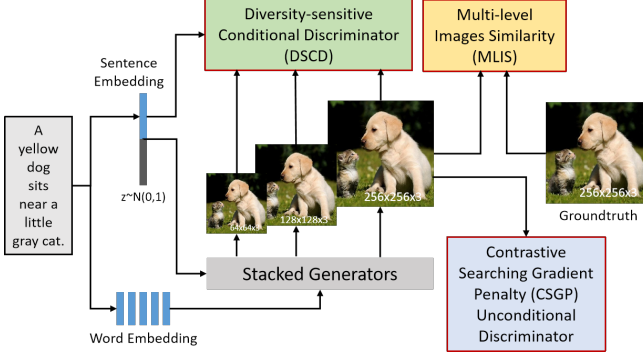 Diversity-sensitive
Conditional Discriminator
(DSCD)
Multi-level
Images Similarity
(MLIS)
Sentence
Embedding
A
yellow
dog
sits
near a
little
gray cat.
z~N(0,1)
64x64x3
128x128x3
256x256x3
256x256x3
Groundtruth
Stacked Generators
Word Embedding
Contrastive
Searching Gradient
Penalty (CSGP)
Unconditional
Discriminator